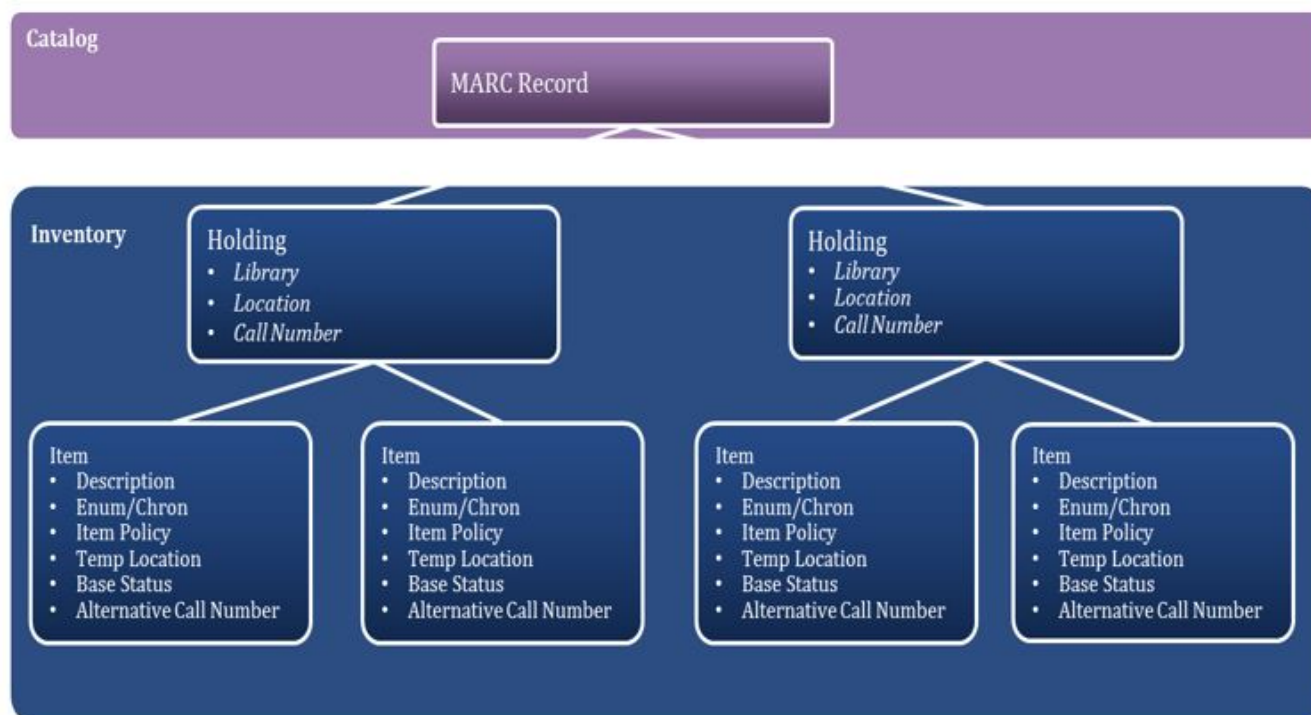 Catalog
MARC Record
Inventory
Holding
• Library
• Location
• Call Number
Holding
• Library
• Location
• Call Number
Item
• Description
• Enum/Chron
• Item Policy
• Temp Location
• Base Status
• Alternative Call Number
Item
• Description
• Enum/Chron
• Item Policy
• Temp Location
• Base Status
• Alternative Call Number
Item
• Description
• Enum/Chron
• Item Policy
• Temp Location
• Base Status
• Alternative Call Number
Item
• Description
• Enum/Chron
• Item Policy
• Temp Location
• Base Status
• Alternative Call Number